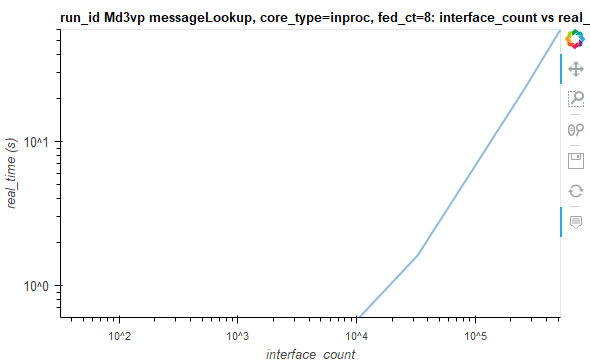 run_id Md3vp messageLookup, core_type=inproc, fed_ct=8: interface_count vs real_
10^1
10^0
real_time (s)
10^2
10^3
10^4
10^5
interface_count